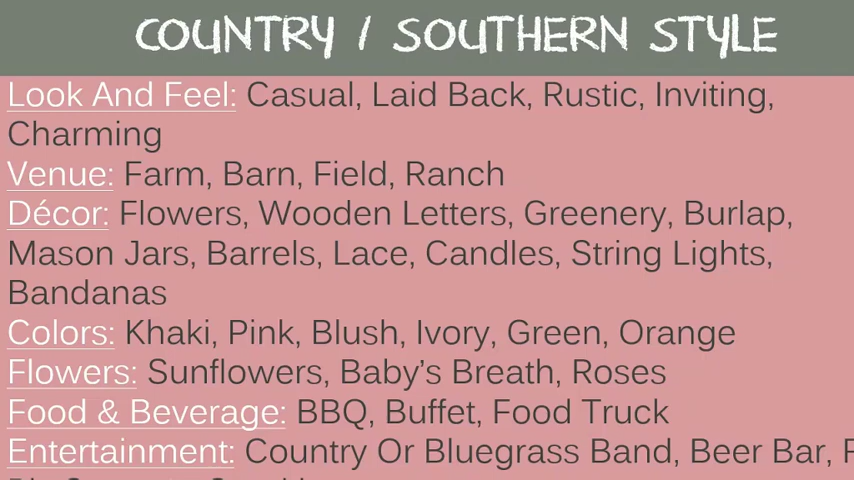 COUNTRY / SOUTHERN STYLE
Look And Feel: Casual, Laid Back, Rustic, Inviting,
Charming
Venue: Farm, Barn, Field, Ranch
Décor: Flowers, Wooden Letters, Greenery, Burlap,
Mason Jars, Barrels, Lace, Candles, String Lights,
Bandanas
Colors: Khaki, Pink, Blush, Ivory, Green, Orange
Flowers: Sunflowers, Baby’s Breath, Roses
Food & Beverage: BBQ, Buffet, Food Truck
Entertainment: Country Or Bluegrass Band, Beer Bar,